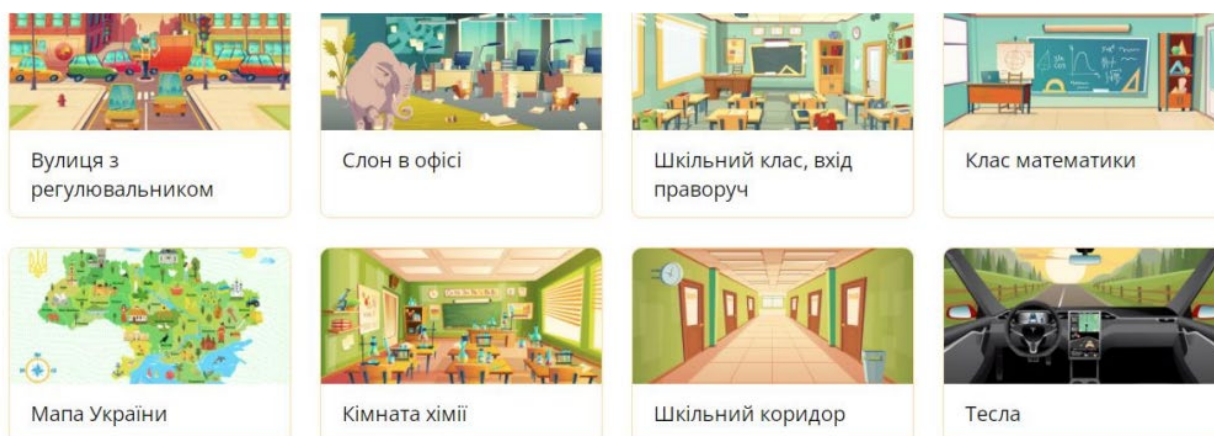 Вулиця з
регулювальником
Слон в офісі
Шкільний клас, вхід
праворуч
Клас математики
Мапа України
Кімната хімії
Шкільний коридор
Тесла